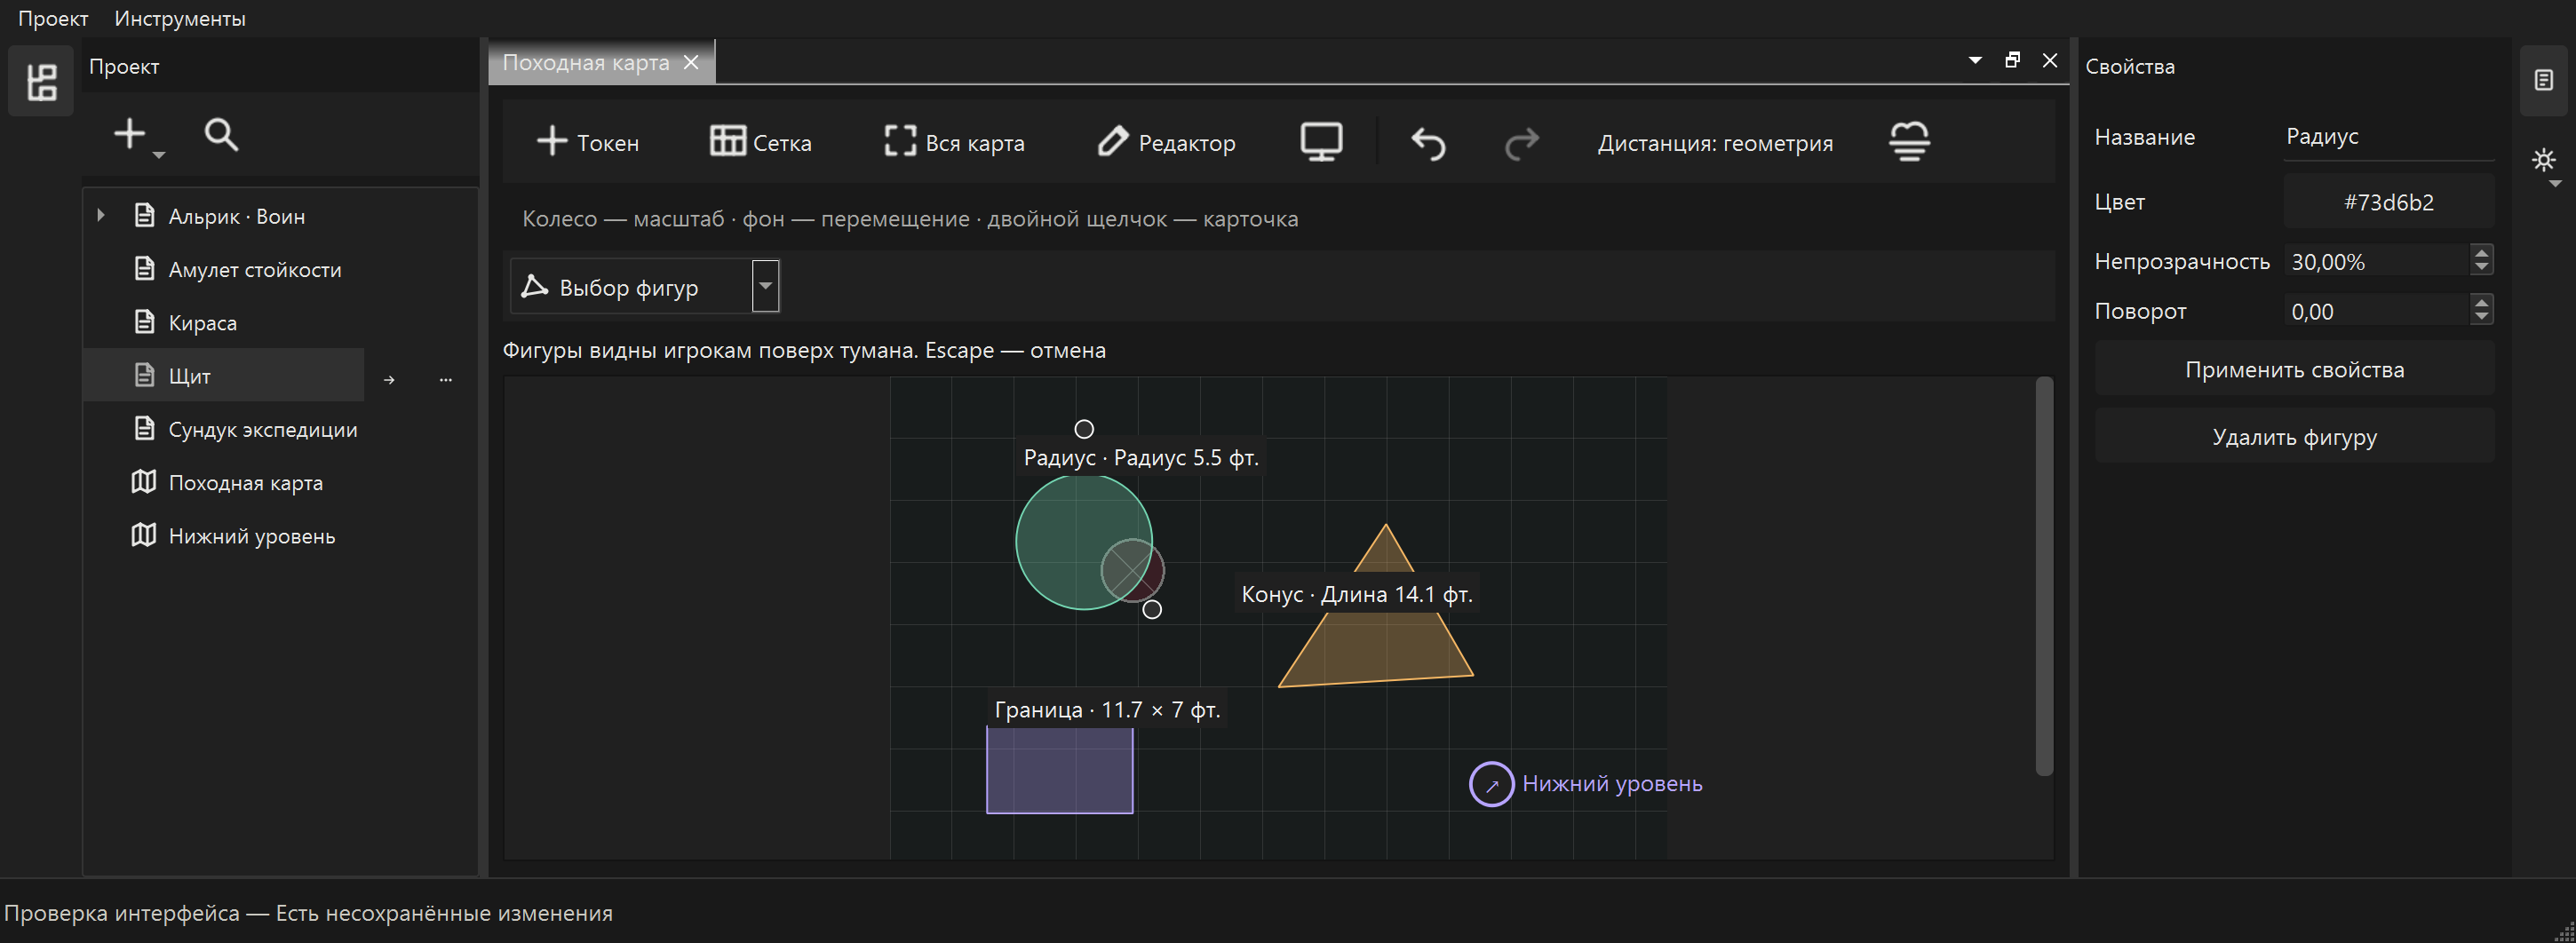 Проект Инструменты
Проект
Альрик · Воин
Амулет стойкости
Кираса
Щит
Сундук экспедиции
Походная карта
Нижний уровень
Походная карта
Токен Сетка Вся карта Редактор Дистанция: геометрия
Колесо — масштаб · фон — перемещение · двойной щелчок — карточка
Выбор фигур
Фигуры видны игрокам поверх тумана. Escape — отмена
Радиус · Радиус 5.5 фт.
Конус · Длина 14.1 фт.
Граница · 11.7 × 7 фт.
Нижний уровень
Свойства
Название Радиус
Цвет #73d6b2
Непрозрачность 30,00%
Поворот 0,00
Применить свойства
Удалить фигуру
Проверка интерфейса — Есть несохранённые изменения